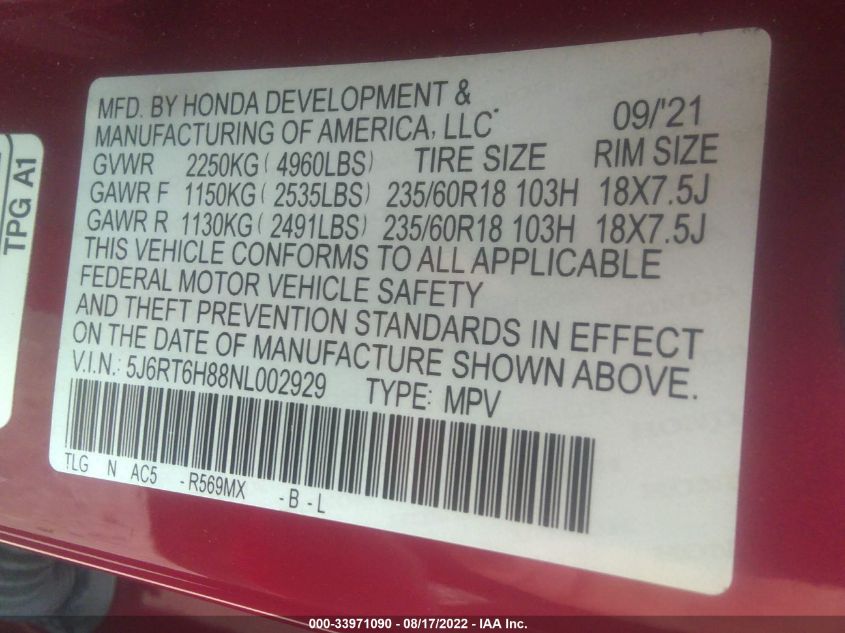 MFD. BY HONDA DEVELOPMENT & 09/'21
MANUFACTURING OF AMERICA, LLC
GVWR 2250KG ( 4960LBS) TIRE SIZE RIM SIZE
GAWR F 1150KG ( 2535LBS) 235/60R18 103H 18X7.5J
GAWR R 1130KG ( 2491LBS) 235/60R18 103H 18X7.5J
THIS VEHICLE CONFORMS TO ALL APPLICABLE
FEDERAL MOTOR VEHICLE SAFETY
AND THEFT PREVENTION STANDARDS IN EFFECT
ON THE DATE OF MANUFACTURE SHOWN ABOVE.
V.I.N.: 5J6RT6H88NL002929 TYPE: MPV
TLG N AC5 -R569MX -B-L
TPG A1
000-33971090 - 08/17/2022 - IAA Inc.